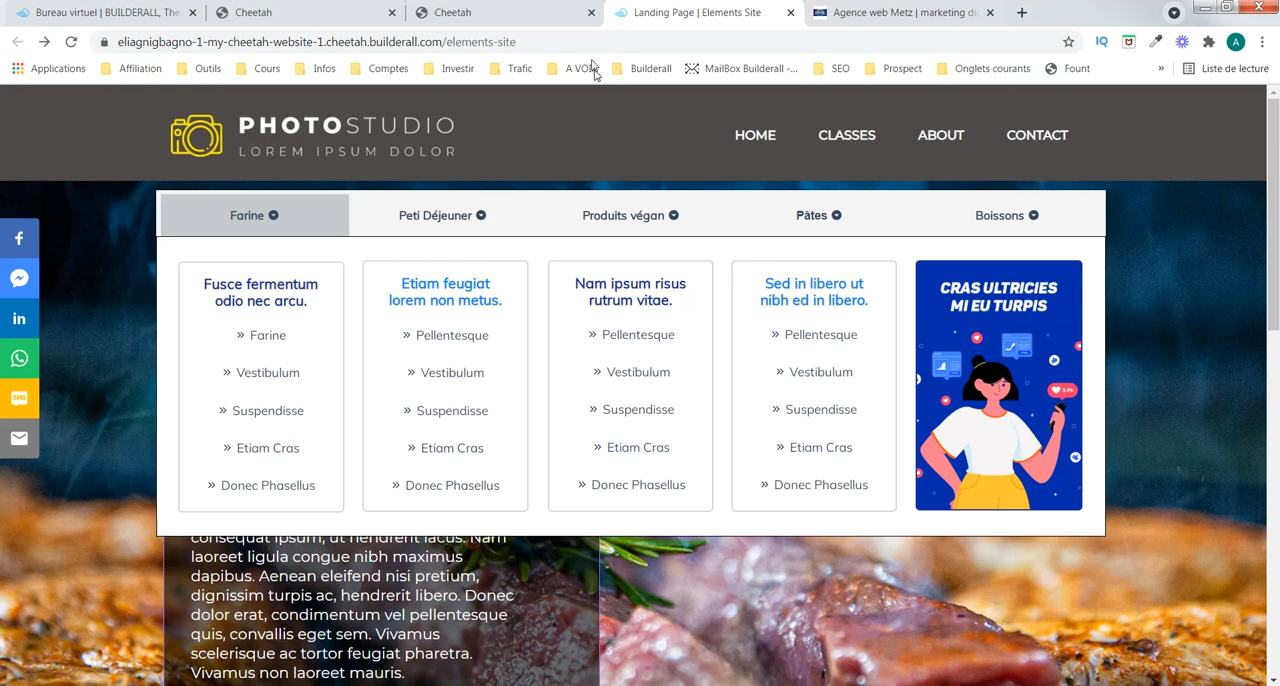 Bureau virtuel | BUILDERALL, The
Cheetah
Cheetah
Landing Page | Elements Site
Agence web Metz | marketing di
eliagnigbagno-1-my-cheetah-website-1.cheetah.builderall.com/elements-site
IQ
A
Applications
Affiliation
Outils
Cours
Infos
Comptes
Investir
Trafic
Builderall
MailBox Builderall -...
SEO
Prospect
Onglets courants
Fount
»
Liste de lecture
PHOTOSTUDIO
LOREM IPSUM DOLOR
HOME
CLASSES
ABOUT
CONTACT
Farine
Peti Déjeuner
Produits végan
Pâtes
Boissons
f
in
SMS
Fusce fermentum
odio nec arcu.
» Farine
» Vestibulum
» Suspendisse
» Etiam Cras
» Donec Phasellus
Etiam feugiat
lorem non metus.
» Pellentesque
» Vestibulum
» Suspendisse
» Etiam Cras
» Donec Phasellus
Nam ipsum risus
rutrum vitae.
» Pellentesque
» Vestibulum
» Suspendisse
» Etiam Cras
» Donec Phasellus
Sed in libero ut
nibh ed in libero.
» Pellentesque
» Vestibulum
» Suspendisse
» Etiam Cras
» Donec Phasellus
CRAS ULTRICIES
MI EU TURPIS
consequat ipsum, ut hendrerit lacus. Nam
laoreet ligula congue nibh maximus
dapibus. Aenean eleifend nisi pretium,
dignissim turpis ac, hendrerit libero. Donec
dolor erat, condimentum vel pellentesque
quis, convallis eget sem. Vivamus
scelerisque ac tortor feugiat pharetra.
Vivamus non laoreet mauris.